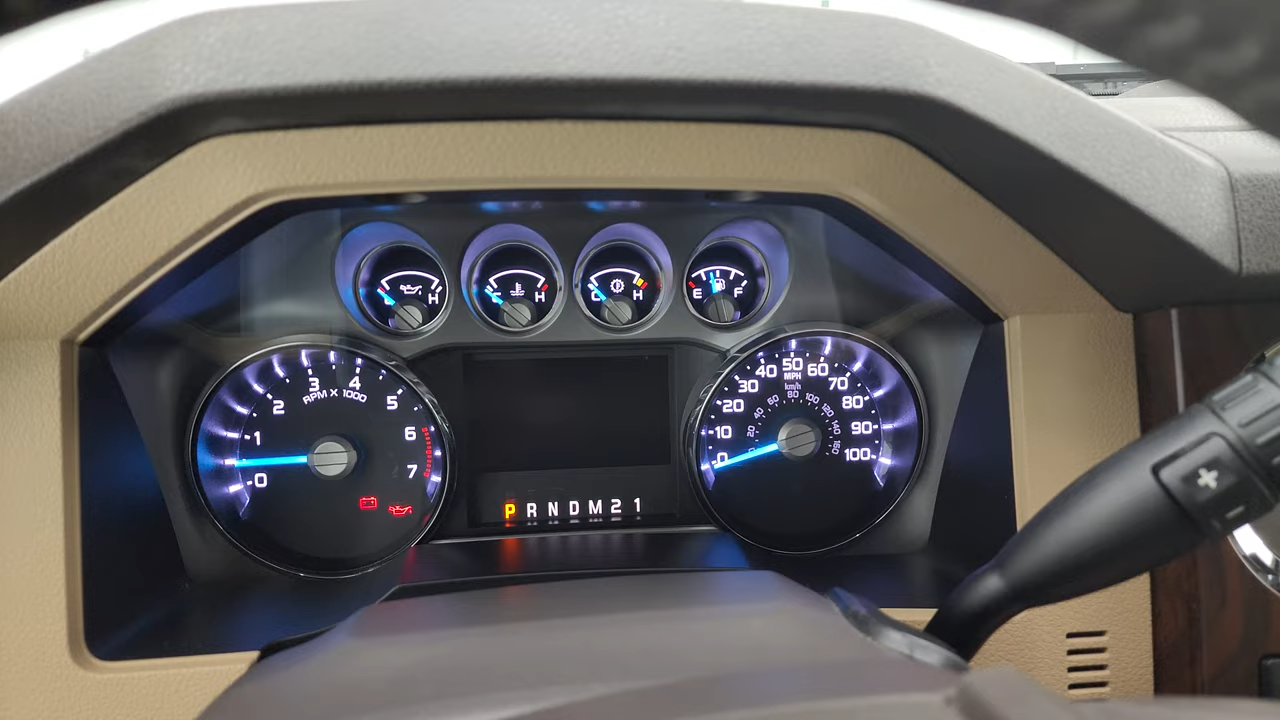 H
C H
C H
E F
0 1 2 3 4 5 6 7
RPM X 1000
P R N D M 2 1
0 10 20 30 40 50 60 70 80 90 100
MPH
km/h
20 40 60 80 100 120 140 160
+